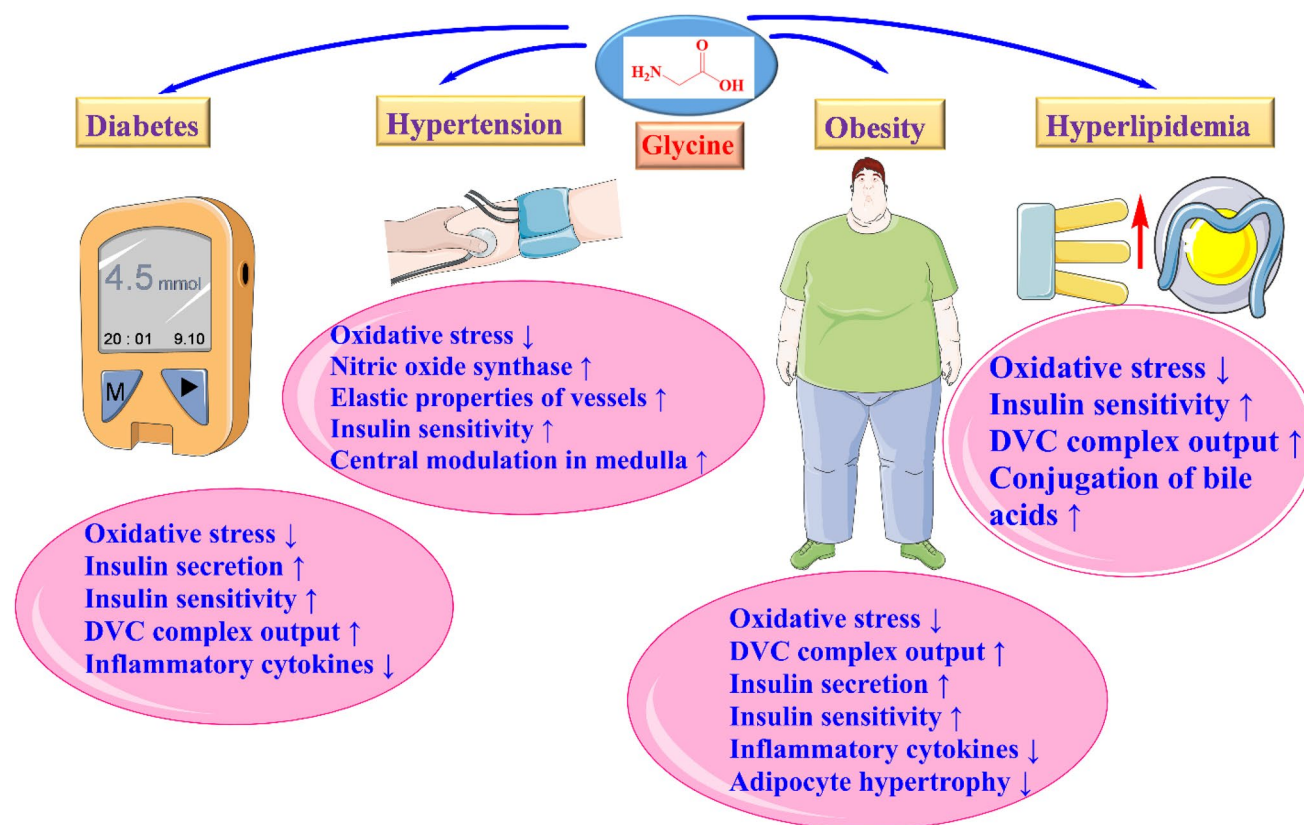 O
H₂N
OH
Glycine
Diabetes
Hypertension
Obesity
Hyperlipidemia
4.5 mmol
20 : 01 9.10
M
Oxidative stress ↓
Insulin secretion ↑
Insulin sensitivity ↑
DVC complex output ↑
Inflammatory cytokines ↓
Oxidative stress ↓
Nitric oxide synthase ↑
Elastic properties of vessels ↑
Insulin sensitivity ↑
Central modulation in medulla ↑
Oxidative stress ↓
DVC complex output ↑
Insulin secretion ↑
Insulin sensitivity ↑
Inflammatory cytokines ↓
Adipocyte hypertrophy ↓
Oxidative stress ↓
Insulin sensitivity ↑
DVC complex output ↑
Conjugation of bile
acids ↑